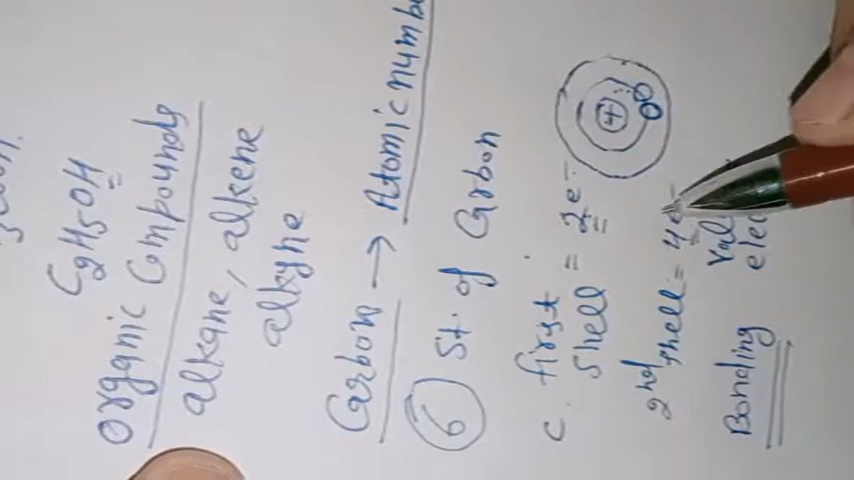 C2H5OH
organic Compounds
alkane, alkene
alkyne
Carbon → Atomic numbe
6 St. of Carbon
C. first = 2e-
shell
+
2nd shell = 4e-
Bonding